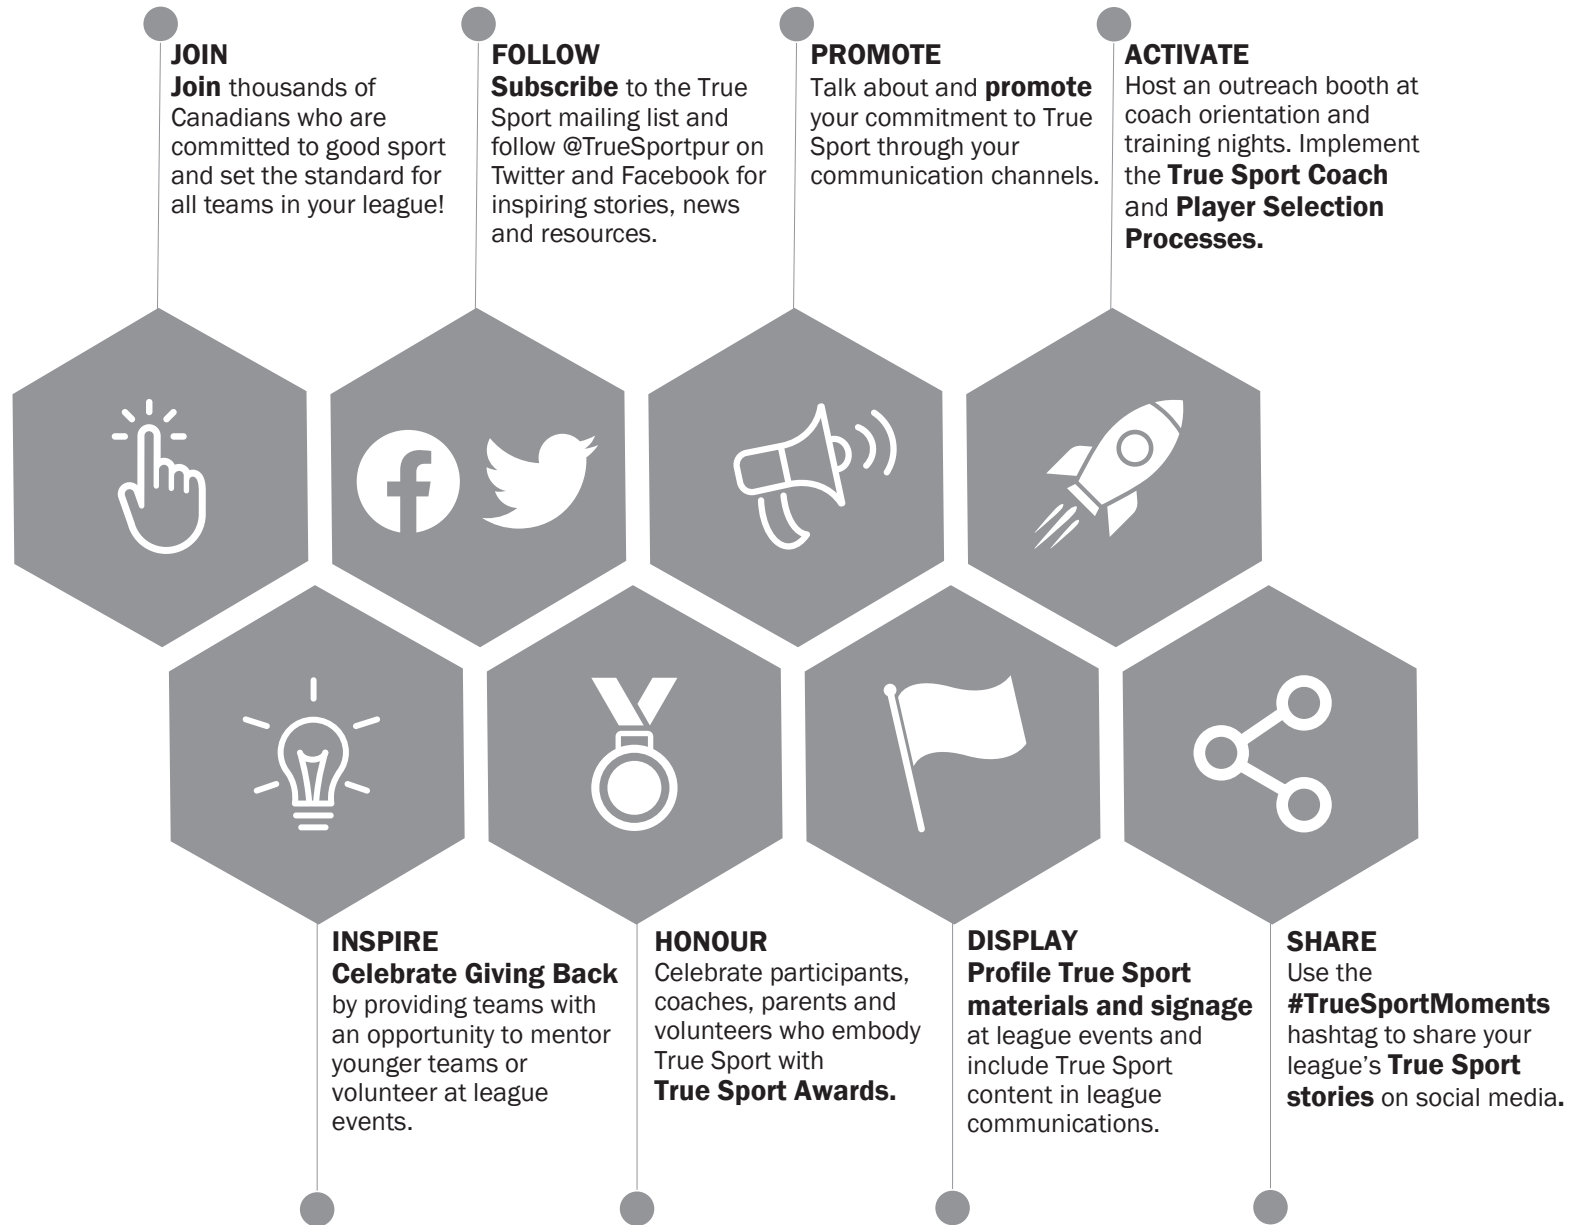 JOIN
Join thousands of
Canadians who are
committed to good sport
and set the standard for
all teams in your league!
FOLLOW
Subscribe to the True
Sport mailing list and
follow @TrueSportpur on
Twitter and Facebook for
inspiring stories, news
and resources.
PROMOTE
Talk about and promote
your commitment to True
Sport through your
communication channels.
ACTIVATE
Host an outreach booth at
coach orientation and
training nights. Implement
the True Sport Coach
and Player Selection
Processes.
INSPIRE
Celebrate Giving Back
by providing teams with
an opportunity to mentor
younger teams or
volunteer at league
events.
HONOUR
Celebrate participants,
coaches, parents and
volunteers who embody
True Sport with
True Sport Awards.
DISPLAY
Profile True Sport
materials and signage
at league events and
include True Sport
content in league
communications.
SHARE
Use the
#TrueSportMoments
hashtag to share your
league’s True Sport
stories on social media.